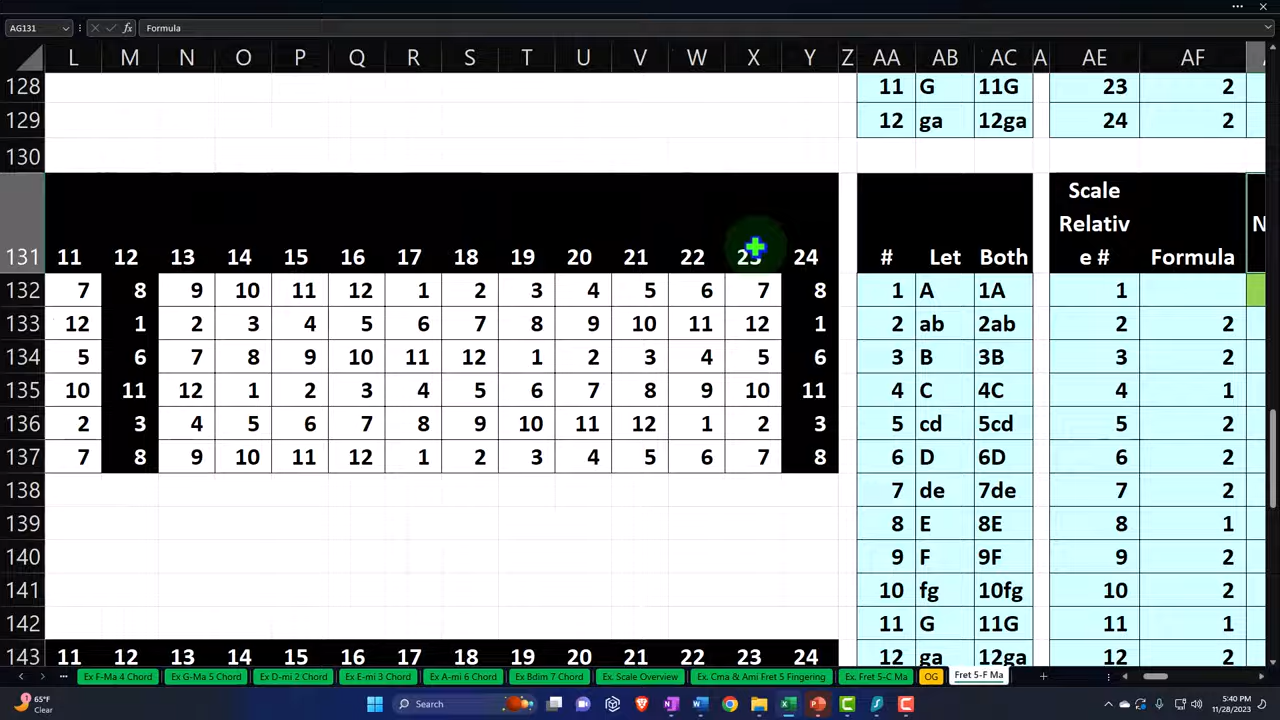 AG131 Formula
L M N O P Q R S T U V W X Y Z AA AB AC A AE AF
128 11 G 11G 23 2
129 12 ga 12ga 24 2
130
Scale
Relativ
131 11 12 13 14 15 16 17 18 19 20 21 22 23 24 # Let Both e # Formula N
132 7 8 9 10 11 12 1 2 3 4 5 6 7 8 1 A 1A 1
133 12 1 2 3 4 5 6 7 8 9 10 11 12 1 2 ab 2ab 2 2
134 5 6 7 8 9 10 11 12 1 2 3 4 5 6 3 B 3B 3 2
135 10 11 12 1 2 3 4 5 6 7 8 9 10 11 4 C 4C 4 1
136 2 3 4 5 6 7 8 9 10 11 12 1 2 3 5 cd 5cd 5 2
137 7 8 9 10 11 12 1 2 3 4 5 6 7 8 6 D 6D 6 2
138 7 de 7de 7 2
139 8 E 8E 8 1
140 9 F 9F 9 2
141 10 fg 10fg 10 2
142 11 G 11G 11 1
143 11 12 13 14 15 16 17 18 19 20 21 22 23 24 12 ga 12ga 12 2
Ex F-Ma 4 Chord Ex G-Ma 5 Chord Ex D-mi 2 Chord Ex E-mi 3 Chord Ex A-mi 6 Chord Ex Bdim 7 Chord Ex. Scale Overview Ex. Cma & Ami Fret 5 Fingering Ex. Fret 5-C Ma OG Fret 5-F Ma
65°F
Clear
Search
5:40 PM
11/28/2023